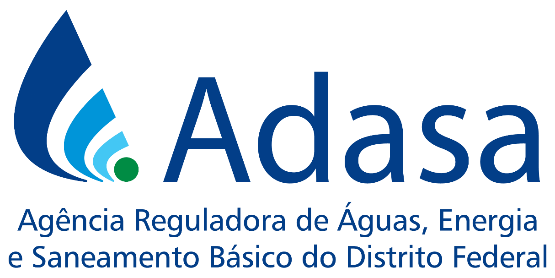 Adasa
Agência Reguladora de Águas, Energia
e Saneamento Básico do Distrito Federal